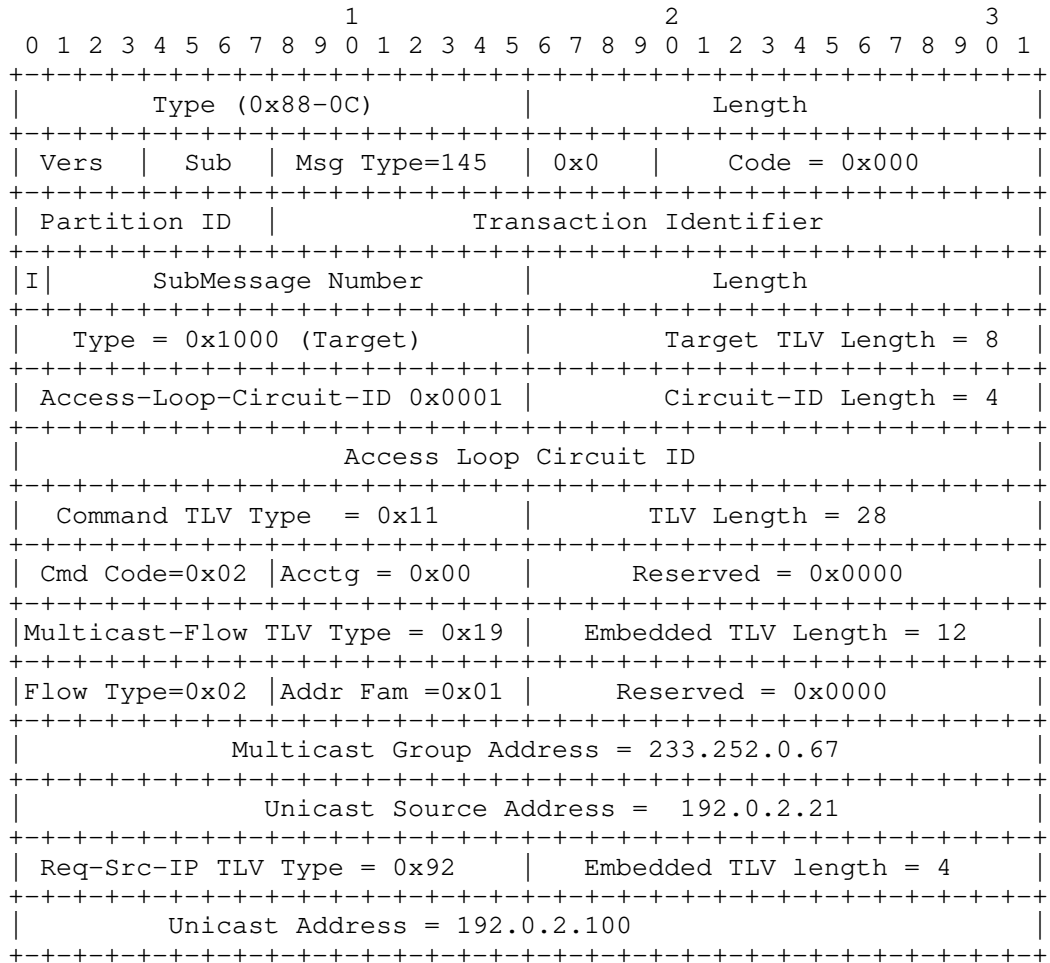 1                   2                   3
 0 1 2 3 4 5 6 7 8 9 0 1 2 3 4 5 6 7 8 9 0 1 2 3 4 5 6 7 8 9 0 1
+-+-+-+-+-+-+-+-+-+-+-+-+-+-+-+-+-+-+-+-+-+-+-+-+-+-+-+-+-+-+-+-+
|        Type (0x88-0C)         |           Length              |
+-+-+-+-+-+-+-+-+-+-+-+-+-+-+-+-+-+-+-+-+-+-+-+-+-+-+-+-+-+-+-+-+
| Vers  |  Sub  | Msg Type=145  | 0x0   |    Code = 0x000       |
+-+-+-+-+-+-+-+-+-+-+-+-+-+-+-+-+-+-+-+-+-+-+-+-+-+-+-+-+-+-+-+-+
| Partition ID  |            Transaction Identifier             |
+-+-+-+-+-+-+-+-+-+-+-+-+-+-+-+-+-+-+-+-+-+-+-+-+-+-+-+-+-+-+-+-+
|I|      SubMessage Number      |           Length              |
+-+-+-+-+-+-+-+-+-+-+-+-+-+-+-+-+-+-+-+-+-+-+-+-+-+-+-+-+-+-+-+-+
|   Type = 0x1000 (Target)      |        Target TLV Length = 8  |
+-+-+-+-+-+-+-+-+-+-+-+-+-+-+-+-+-+-+-+-+-+-+-+-+-+-+-+-+-+-+-+-+
| Access-Loop-Circuit-ID 0x0001 |        Circuit-ID Length = 4  |
+-+-+-+-+-+-+-+-+-+-+-+-+-+-+-+-+-+-+-+-+-+-+-+-+-+-+-+-+-+-+-+-+
|                    Access Loop Circuit ID                     |
+-+-+-+-+-+-+-+-+-+-+-+-+-+-+-+-+-+-+-+-+-+-+-+-+-+-+-+-+-+-+-+-+
|  Command TLV Type  = 0x11     |       TLV Length = 28         |
+-+-+-+-+-+-+-+-+-+-+-+-+-+-+-+-+-+-+-+-+-+-+-+-+-+-+-+-+-+-+-+-+
| Cmd Code=0x02 |Acctg = 0x00   |      Reserved = 0x0000        |
+-+-+-+-+-+-+-+-+-+-+-+-+-+-+-+-+-+-+-+-+-+-+-+-+-+-+-+-+-+-+-+-+
|Multicast-Flow TLV Type = 0x19 |   Embedded TLV Length = 12    |
+-+-+-+-+-+-+-+-+-+-+-+-+-+-+-+-+-+-+-+-+-+-+-+-+-+-+-+-+-+-+-+-+
|Flow Type=0x02 |Addr Fam =0x01 |     Reserved = 0x0000         |
+-+-+-+-+-+-+-+-+-+-+-+-+-+-+-+-+-+-+-+-+-+-+-+-+-+-+-+-+-+-+-+-+
|             Multicast Group Address = 233.252.0.67            |
+-+-+-+-+-+-+-+-+-+-+-+-+-+-+-+-+-+-+-+-+-+-+-+-+-+-+-+-+-+-+-+-+
|               Unicast Source Address =  192.0.2.21            |
+-+-+-+-+-+-+-+-+-+-+-+-+-+-+-+-+-+-+-+-+-+-+-+-+-+-+-+-+-+-+-+-+
| Req-Src-IP TLV Type = 0x92    |   Embedded TLV length = 4     |
+-+-+-+-+-+-+-+-+-+-+-+-+-+-+-+-+-+-+-+-+-+-+-+-+-+-+-+-+-+-+-+-+
|         Unicast Address = 192.0.2.100                         |
+-+-+-+-+-+-+-+-+-+-+-+-+-+-+-+-+-+-+-+-+-+-+-+-+-+-+-+-+-+-+-+-+